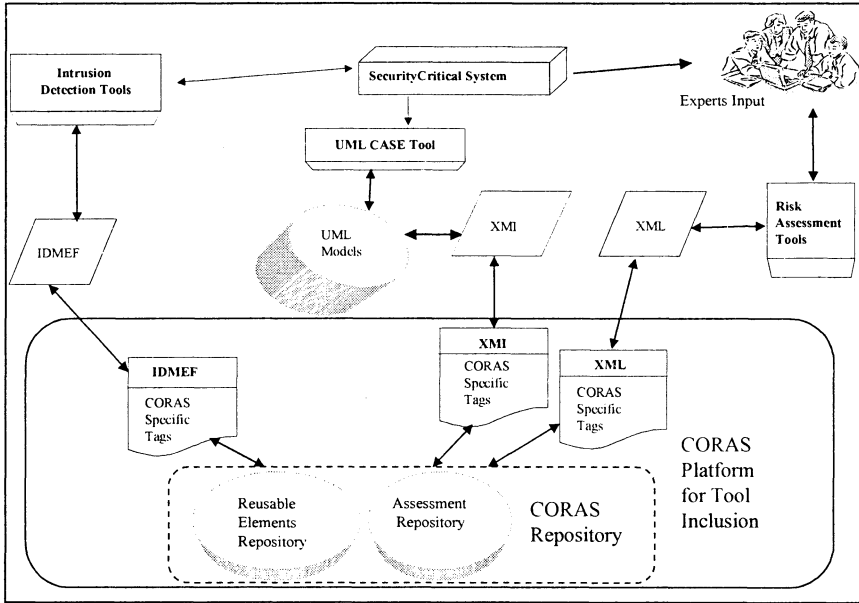 Intrusion
Detection Tools
SecurityCritical System
Experts Input
UML CASE Tool
UML
Models
XMI
XML
Risk
Assessment
Tools
IDMEF
XMI
CORAS
Specific
Tags
XML
CORAS
Specific
Tags
IDMEF
CORAS
Specific
Tags
CORAS
Platform
for Tool
Inclusion
Reusable
Elements
Repository
Assessment
Repository
CORAS
Repository